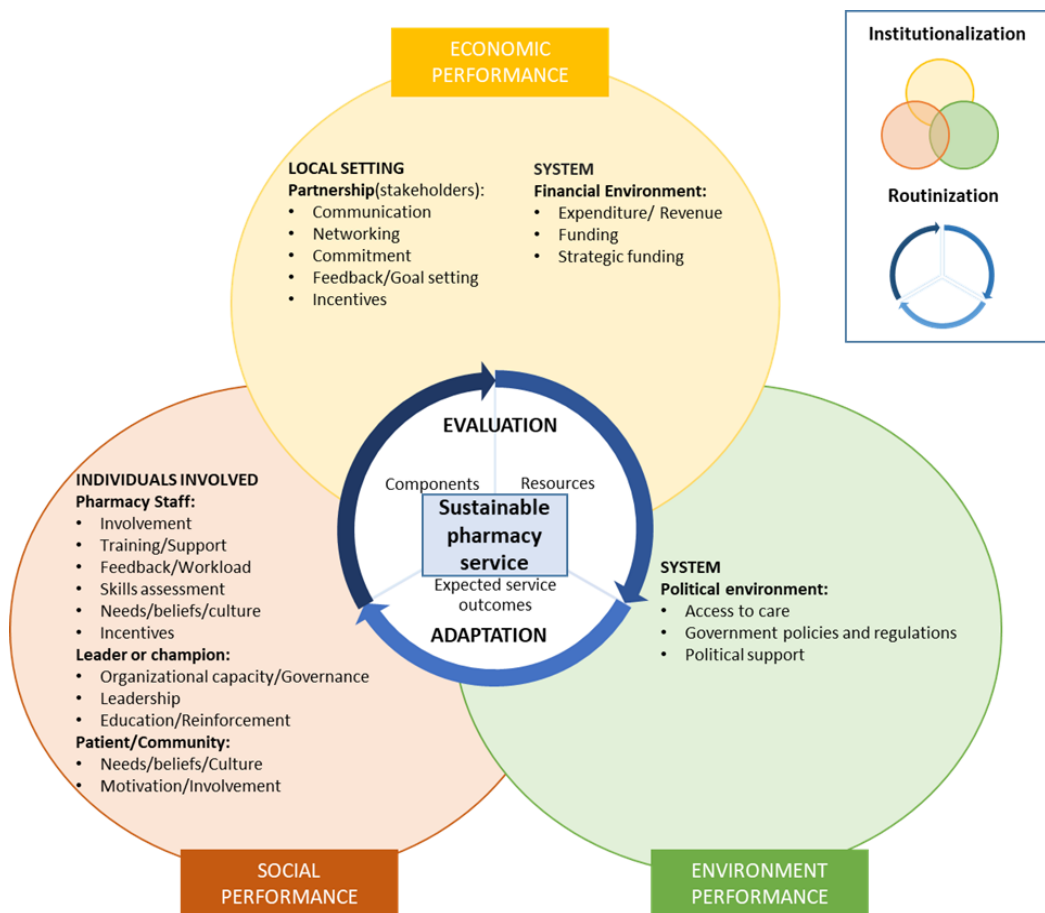 ECONOMIC
PERFORMANCE
Institutionalization
Routinization
LOCAL SETTING
Partnership(stakeholders):
• Communication
• Networking
• Commitment
• Feedback/Goal setting
• Incentives
SYSTEM
Financial Environment:
• Expenditure/ Revenue
• Funding
• Strategic funding
EVALUATION
Components
Resources
Sustainable
pharmacy
service
Expected service
outcomes
ADAPTATION
INDIVIDUALS INVOLVED
Pharmacy Staff:
• Involvement
• Training/Support
• Feedback/Workload
• Skills assessment
• Needs/beliefs/culture
• Incentives
Leader or champion:
• Organizational capacity/Governance
• Leadership
• Education/Reinforcement
Patient/Community:
• Needs/beliefs/Culture
• Motivation/Involvement
SYSTEM
Political environment:
• Access to care
• Government policies and regulations
• Political support
SOCIAL
PERFORMANCE
ENVIRONMENT
PERFORMANCE